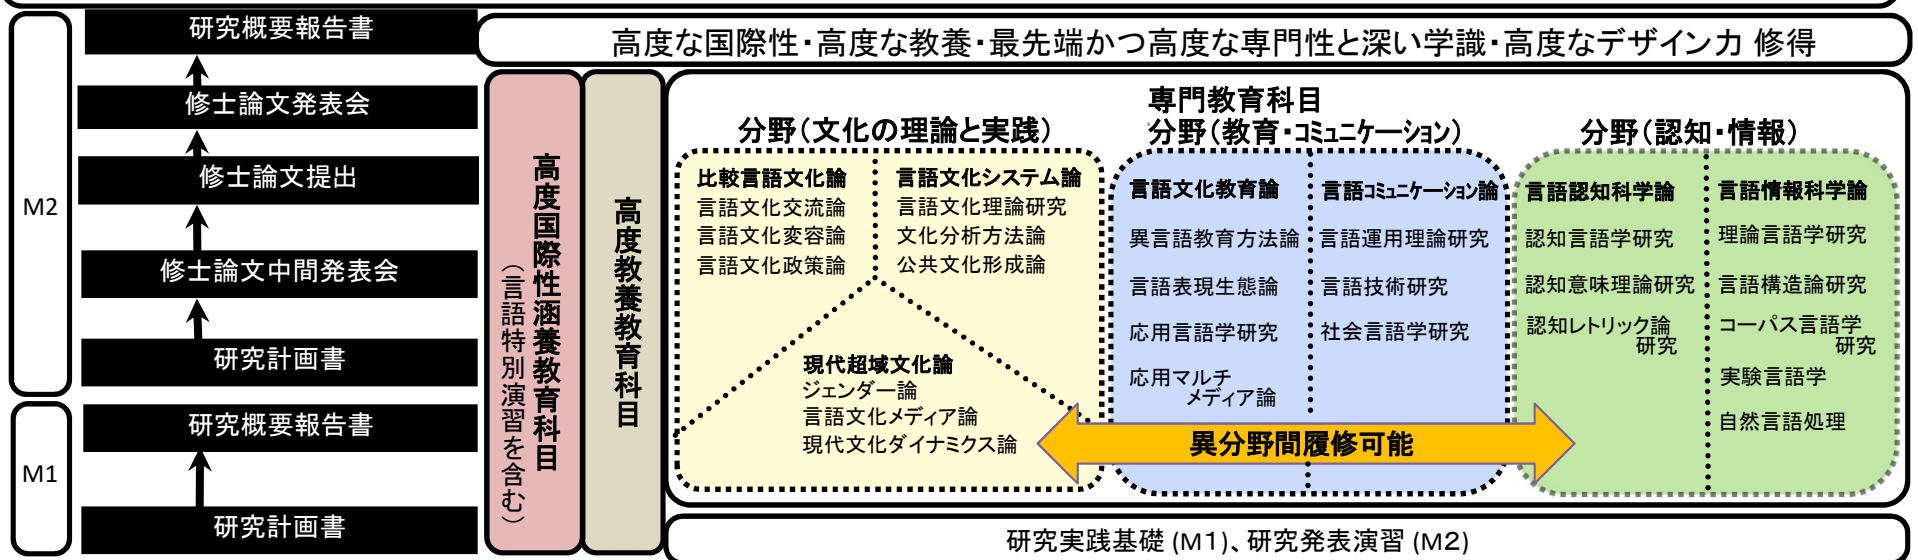 M2
研究概要報告書
修士論文発表会
修士論文提出
修士論文中間発表会
研究計画書
M1
研究概要報告書
研究計画書
高度な国際性・高度な教養・最先端かつ高度な専門性と深い学識・高度なデザイン力 修得
高度国際性涵養教育科目
（言語特別演習を含む）
高度教養教育科目
専門教育科目
分野（文化の理論と実践）
比較言語文化論
言語文化交流論
言語文化変容論
言語文化政策論
言語文化システム論
言語文化理論研究
文化分析方法論
公共文化形成論
現代超域文化論
ジェンダー論
言語文化メディア論
現代文化ダイナミクス論
分野（教育・コミュニケーション）
言語文化教育論
異言語教育方法論
言語表現生態論
応用言語学研究
応用マルチ
メディア論
言語コミュニケーション論
言語運用理論研究
言語技術研究
社会言語学研究
分野（認知・情報）
言語認知科学論
認知言語学研究
認知意味理論研究
認知レトリック論
研究
言語情報科学論
理論言語学研究
言語構造論研究
コーパス言語学
研究
実験言語学
自然言語処理
異分野間履修可能
研究実践基礎 (M1)、研究発表演習 (M2)